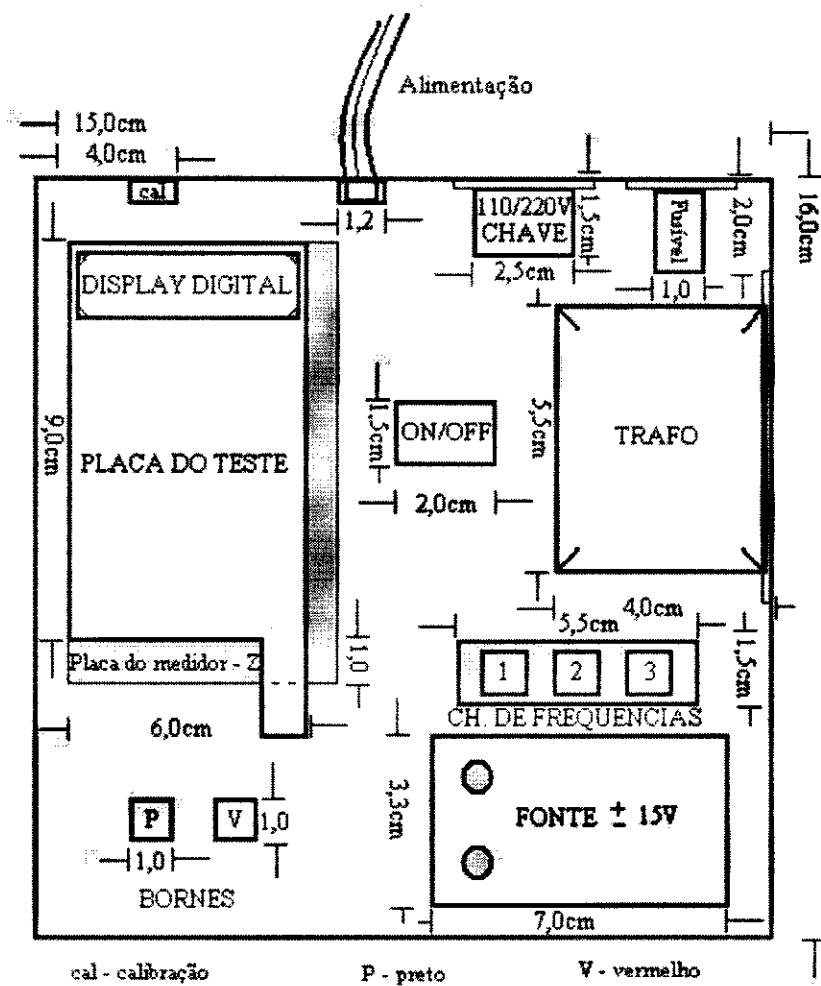 Alimentação
15,0cm
4,0cm
cal
1,2
110/220V
CHAVE
1,5cm
2,5cm
Fusível
2,0cm
1,0
16,0cm
DISPLAY DIGITAL
9,0cm
PLACA DO TESTE
1,5cm
ON/OFF
2,0cm
5,5cm
TRAFO
4,0cm
5,5cm
Placa do medidor - Z
1,0
1 2 3
1,5cm
CH. DE FREQUENCIAS
6,0cm
3,3cm
FONTE ± 15V
7,0cm
P V 1,0
1,0
BORNES
cal - calibração P - preto V - vermelho